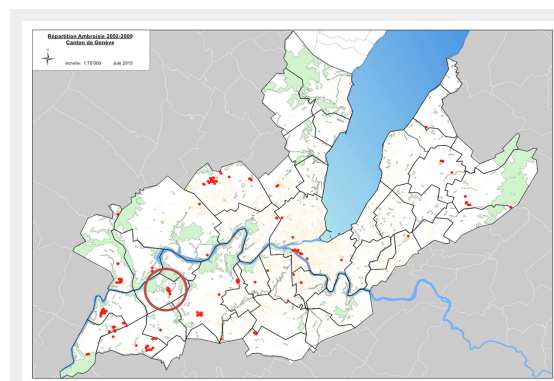 Répartition Ambroisie 2002-2009
Canton de Genève
N
échelle: 1:75'000 Juin 2015